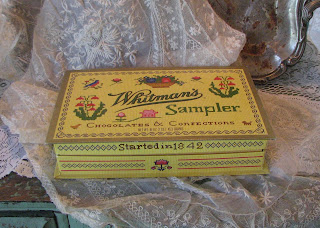 Whitman's
Sampler
CHOCOLATES & CONFECTIONS
Started in 1842